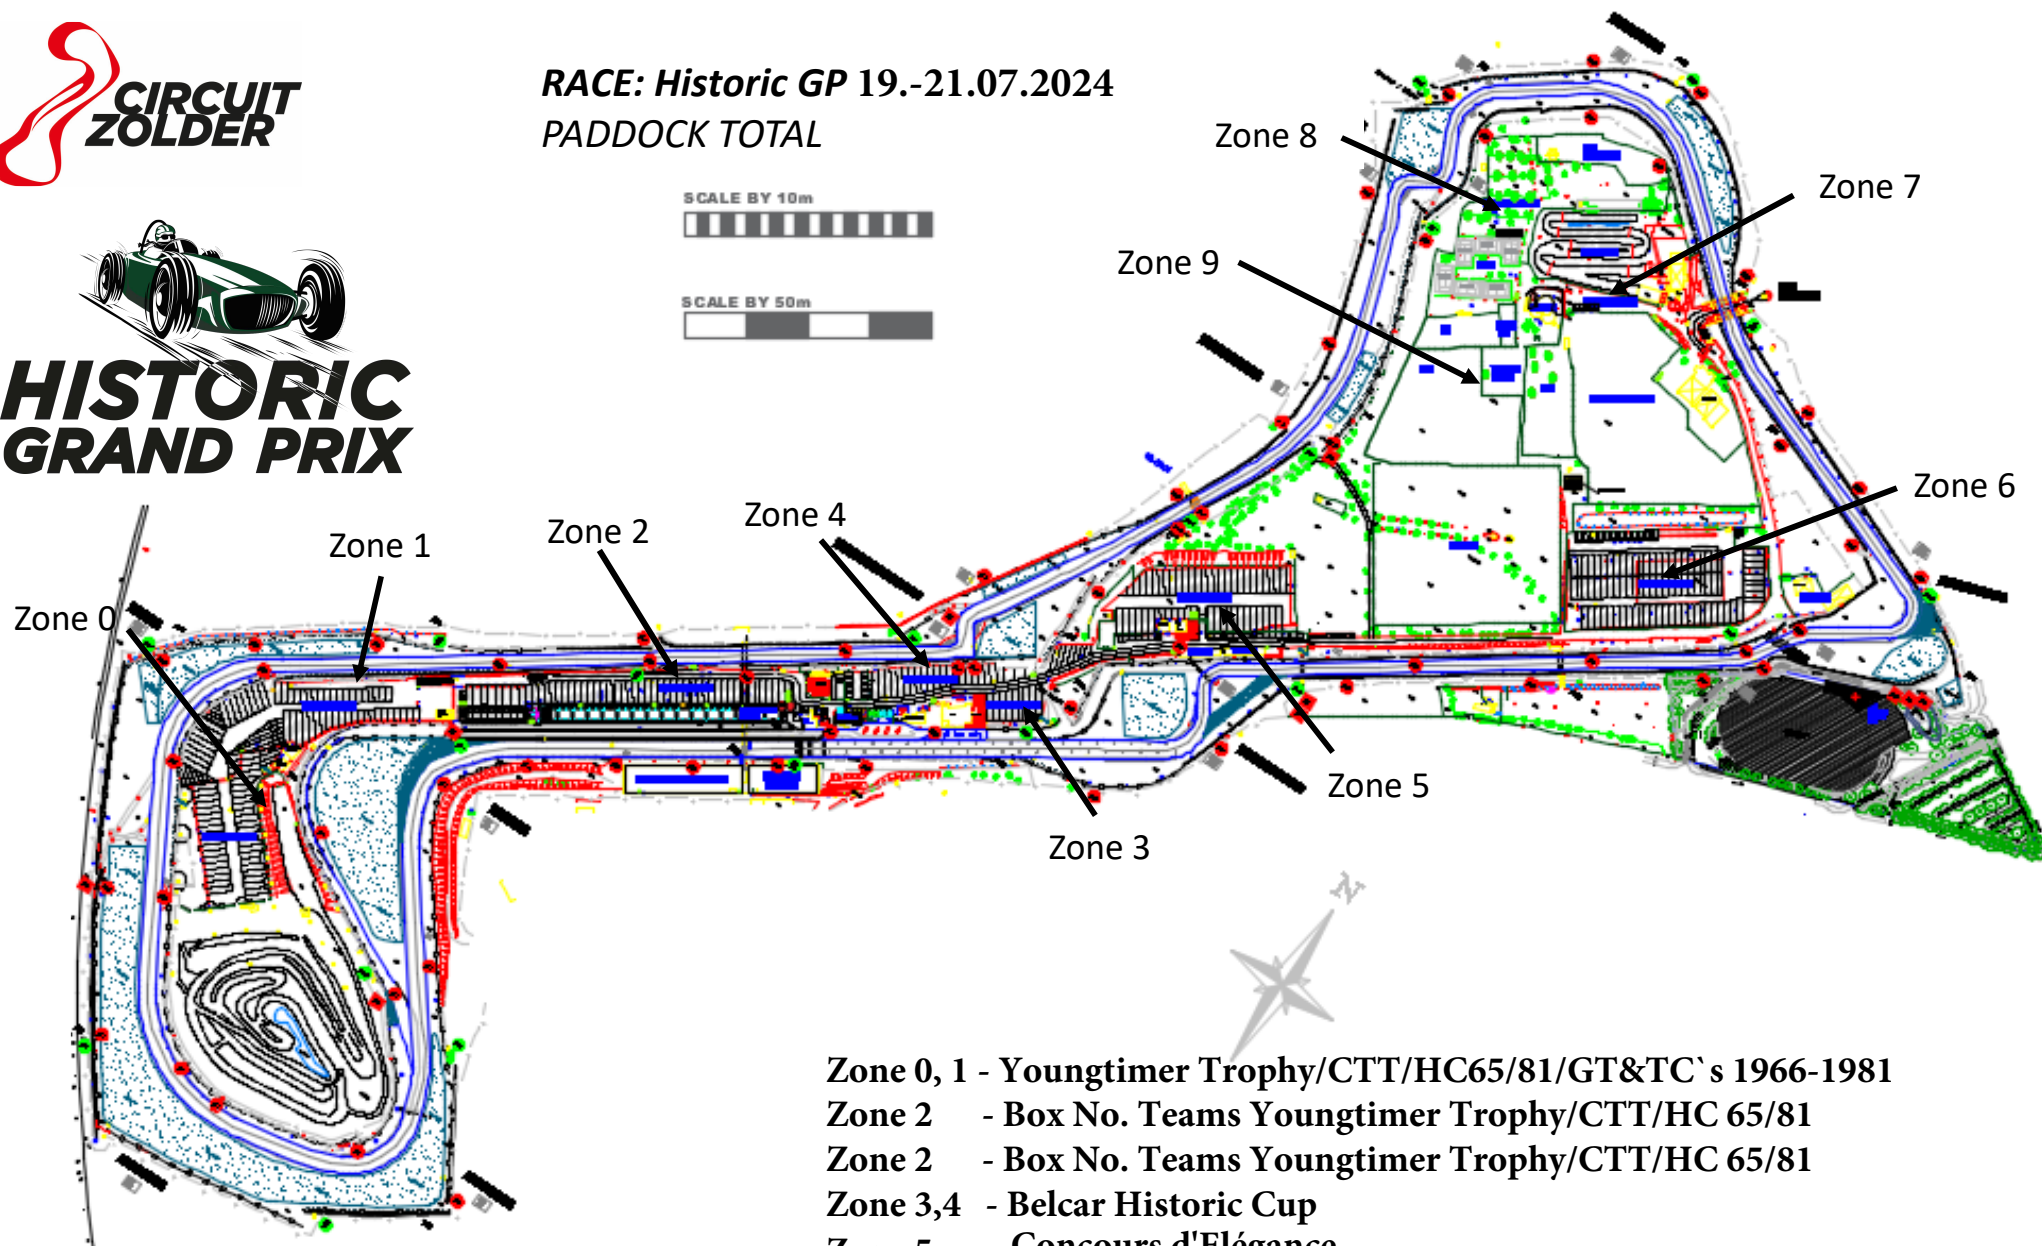 CIRCUIT
ZOLDER
RACE: Historic GP 19.-21.07.2024
PADDOCK TOTAL
SCALE BY 10m
SCALE BY 50m
HISTORIC
GRAND PRIX
Zone 8
Zone 7
Zone 9
Zone 6
Zone 4
Zone 2
Zone 1
Zone 0
Zone 5
Zone 3
N
Zone 0, 1 - Youngtimer Trophy/CTT/HC65/81/GT&TC`s 1966-1981
Zone 2 - Box No. Teams Youngtimer Trophy/CTT/HC 65/81
Zone 2 - Box No. Teams Youngtimer Trophy/CTT/HC 65/81
Zone 3,4 - Belcar Historic Cup
Zone 5 - Concours d'Elégance